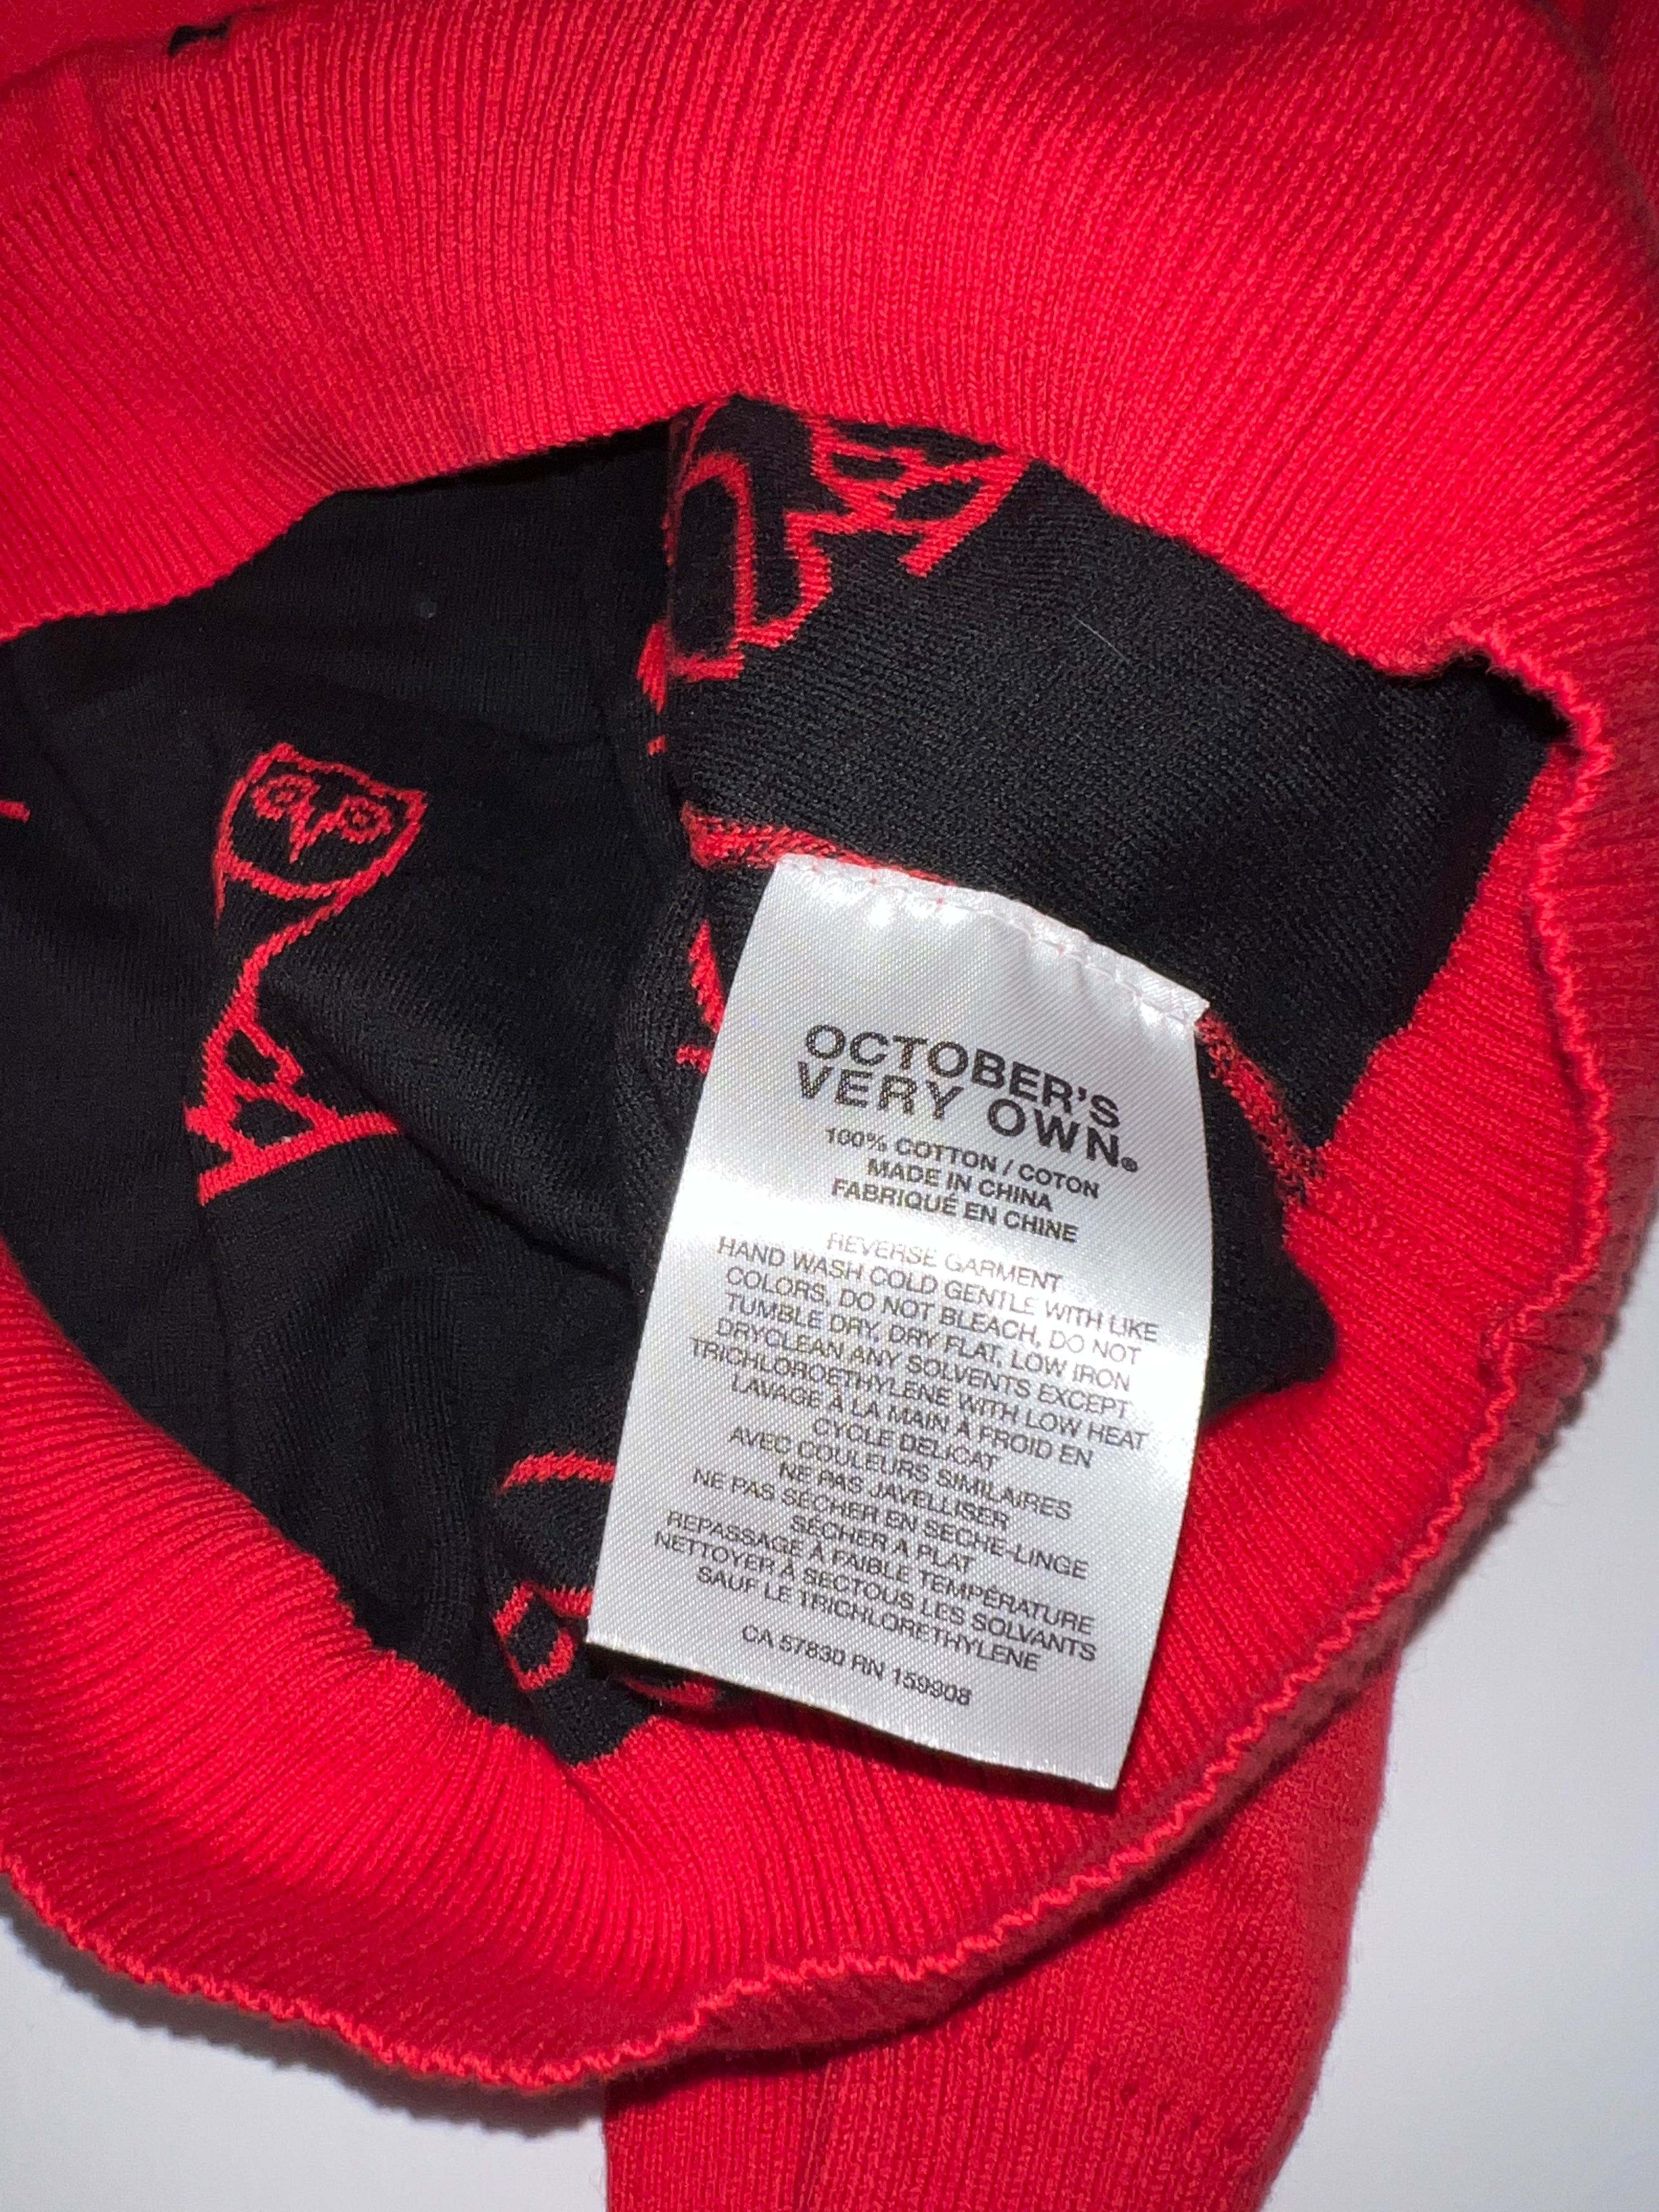 OCTOBER'S
VERY OWN®
100% COTTON / COTON
MADE IN CHINA
FABRIQUÉ EN CHINE
REVERSE GARMENT
HAND WASH COLD GENTLE WITH LIKE
COLORS, DO NOT BLEACH, DO NOT
TUMBLE DRY, DRY FLAT, LOW IRON
DRYCLEAN ANY SOLVENTS EXCEPT
TRICHLOROETHYLENE WITH LOW HEAT
LAVAGE À LA MAIN À FROID EN
CYCLE DELICAT
AVEC COULEURS SIMILAIRES
NE PAS JAVELLISER
NE PAS SÉCHER EN SECHE-LINGE
SÉCHER A PLAT
REPASSAGE À FAIBLE TEMPÉRATURE
NETTOYER À SECTOUS LES SOLVANTS
SAUF LE TRICHLORETHYLENE
CA 57830 RN 159908